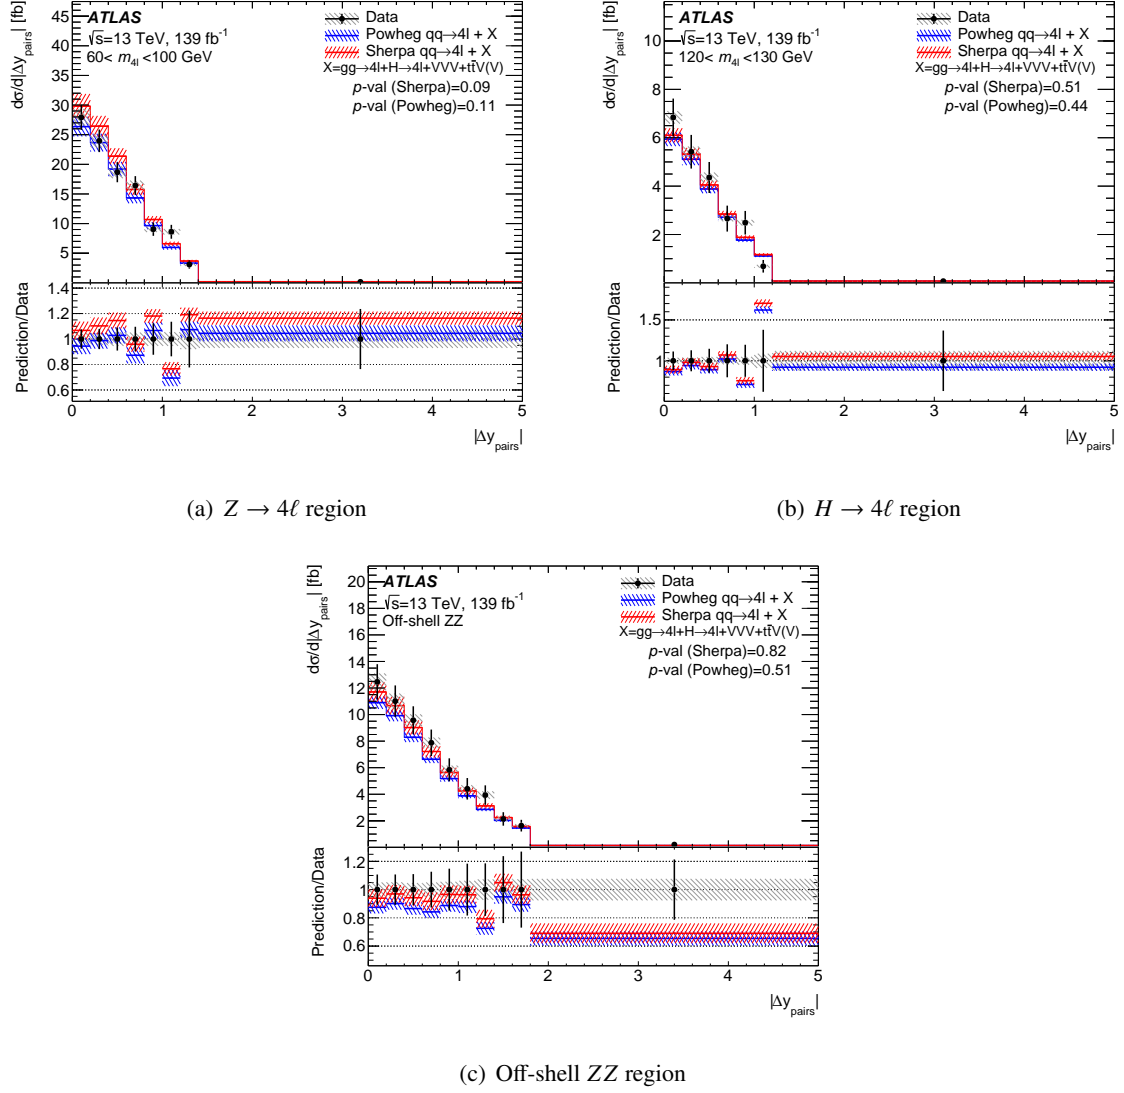 dσ/d|Δy_pairs| [fb]
45
40
35
30
25
20
15
10
5
ATLAS
√s=13 TeV, 139 fb⁻¹
60< m_4l <100 GeV
Data
Powheg qq→4l + X
Sherpa qq→4l + X
X=gg→4l+H→4l+VVV+tt̄V(V)
p-val (Sherpa)=0.09
p-val (Powheg)=0.11
Prediction/Data
1.4
1.2
1
0.8
0.6
0 1 2 3 4 5
|Δy_pairs|
(a) Z → 4ℓ region
dσ/d|Δy_pairs| [fb]
10
8
6
4
2
ATLAS
√s=13 TeV, 139 fb⁻¹
120< m_4l <130 GeV
Data
Powheg qq→4l + X
Sherpa qq→4l + X
X=gg→4l+H→4l+VVV+tt̄V(V)
p-val (Sherpa)=0.51
p-val (Powheg)=0.44
Prediction/Data
1.5
1
0 1 2 3 4 5
|Δy_pairs|
(b) H → 4ℓ region
dσ/d|Δy_pairs| [fb]
20
18
16
14
12
10
8
6
4
2
ATLAS
√s=13 TeV, 139 fb⁻¹
Off-shell ZZ
Data
Powheg qq→4l + X
Sherpa qq→4l + X
X=gg→4l+H→4l+VVV+tt̄V(V)
p-val (Sherpa)=0.82
p-val (Powheg)=0.51
Prediction/Data
1.2
1
0.8
0.6
0 1 2 3 4 5
|Δy_pairs|
(c) Off-shell ZZ region